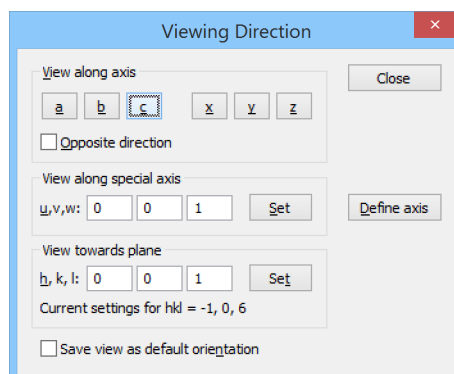 Viewing Direction
×
View along axis
Close
a b c x y z
Opposite direction
View along special axis
u,v,w: 0 0 1 Set
Define axis
View towards plane
h, k, l: 0 0 1 Set
Current settings for hkl = -1, 0, 6
Save view as default orientation